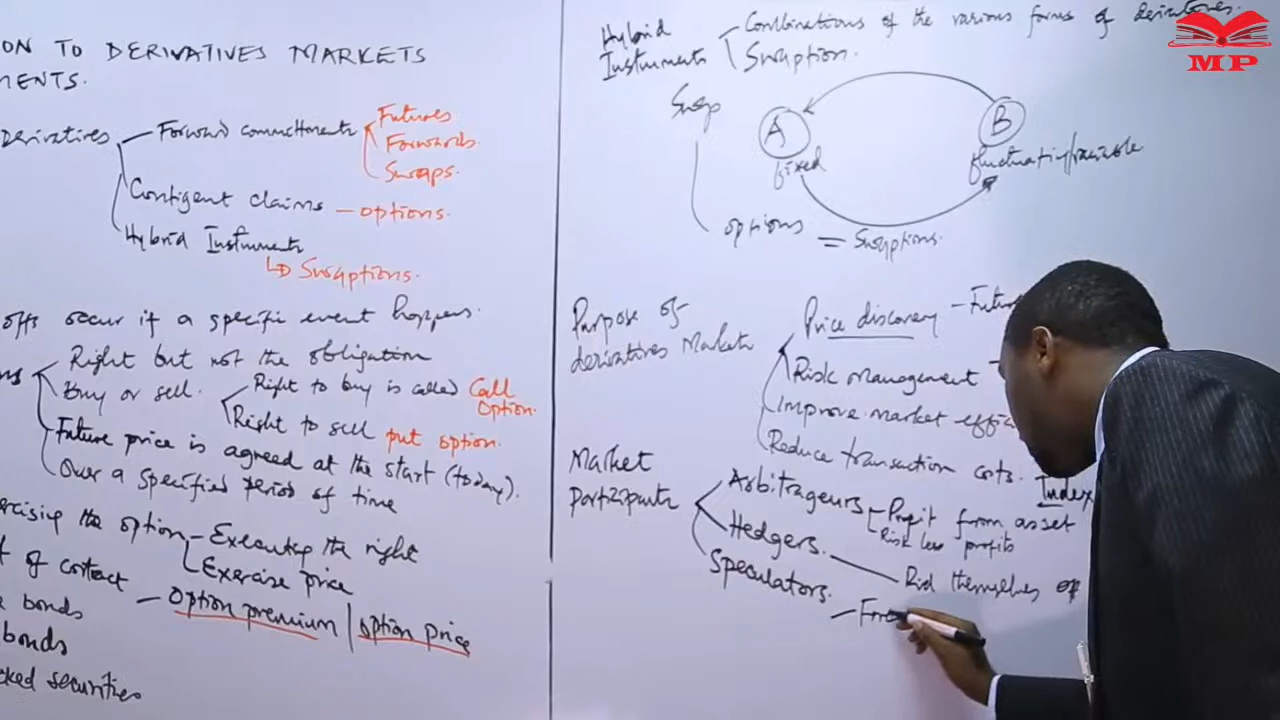 ON TO DERIVATIVES MARKETS
MENTS.
Derivatives
Forward committments
Futures
Forwards.
Swaps.
Contigent claims – options.
Hybrid Instruments
Swaptions.
offs occur if a specific event happens.
Right but not the obligation
Buy or sell.
Right to buy is called Call Option.
Right to sell put option.
Future price is agreed at the start (today).
Over a specified period of time
ercising the option – Executing the right
Exercise price
of contract – Option premium | option price
bonds
bonds
cked securities
Hybrid Instruments
Combinations of the various forms of derivatives.
Swaption.
Swap
A
B
fixed
fluctuating/variable
options = Swaptions.
Purpose of derivatives Markets
Price discovery – Futu
Risk management
Improve market effici
Reduce transaction costs.
Index
Market participants
Arbitrageurs
Profit from asset
Risk less profits
Hedgers.
Rid themselves of
Speculators.
MP